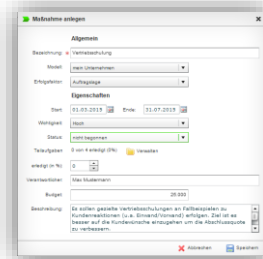 Maßnahme anlegen
Allgemein
Bezeichnung: Vertriebsschulung
Modell: mein Unternehmen
Erfolgsfaktor: Auftragslage
Eigenschaften
Start: 01.03.2015 Ende: 31.07.2015
Wichtigkeit: Hoch
Status: nicht begonnen
Teilaufgaben 0 von 4 erledigt (0%) Verwalten
erledigt (in %): 0
Verantwortlicher: Max Mustermann
Budget: 25.000
Beschreibung: Es sollen gezielte Vertriebsschulungen an Fallbeispielen zu
Kundenreaktionen (u.a. Einwand/Vorwand) erfolgen. Ziel ist es
besser auf die Kundenwünsche einzugehen um die Abschlussquote
zu verbessern.
Abbrechen Speichern